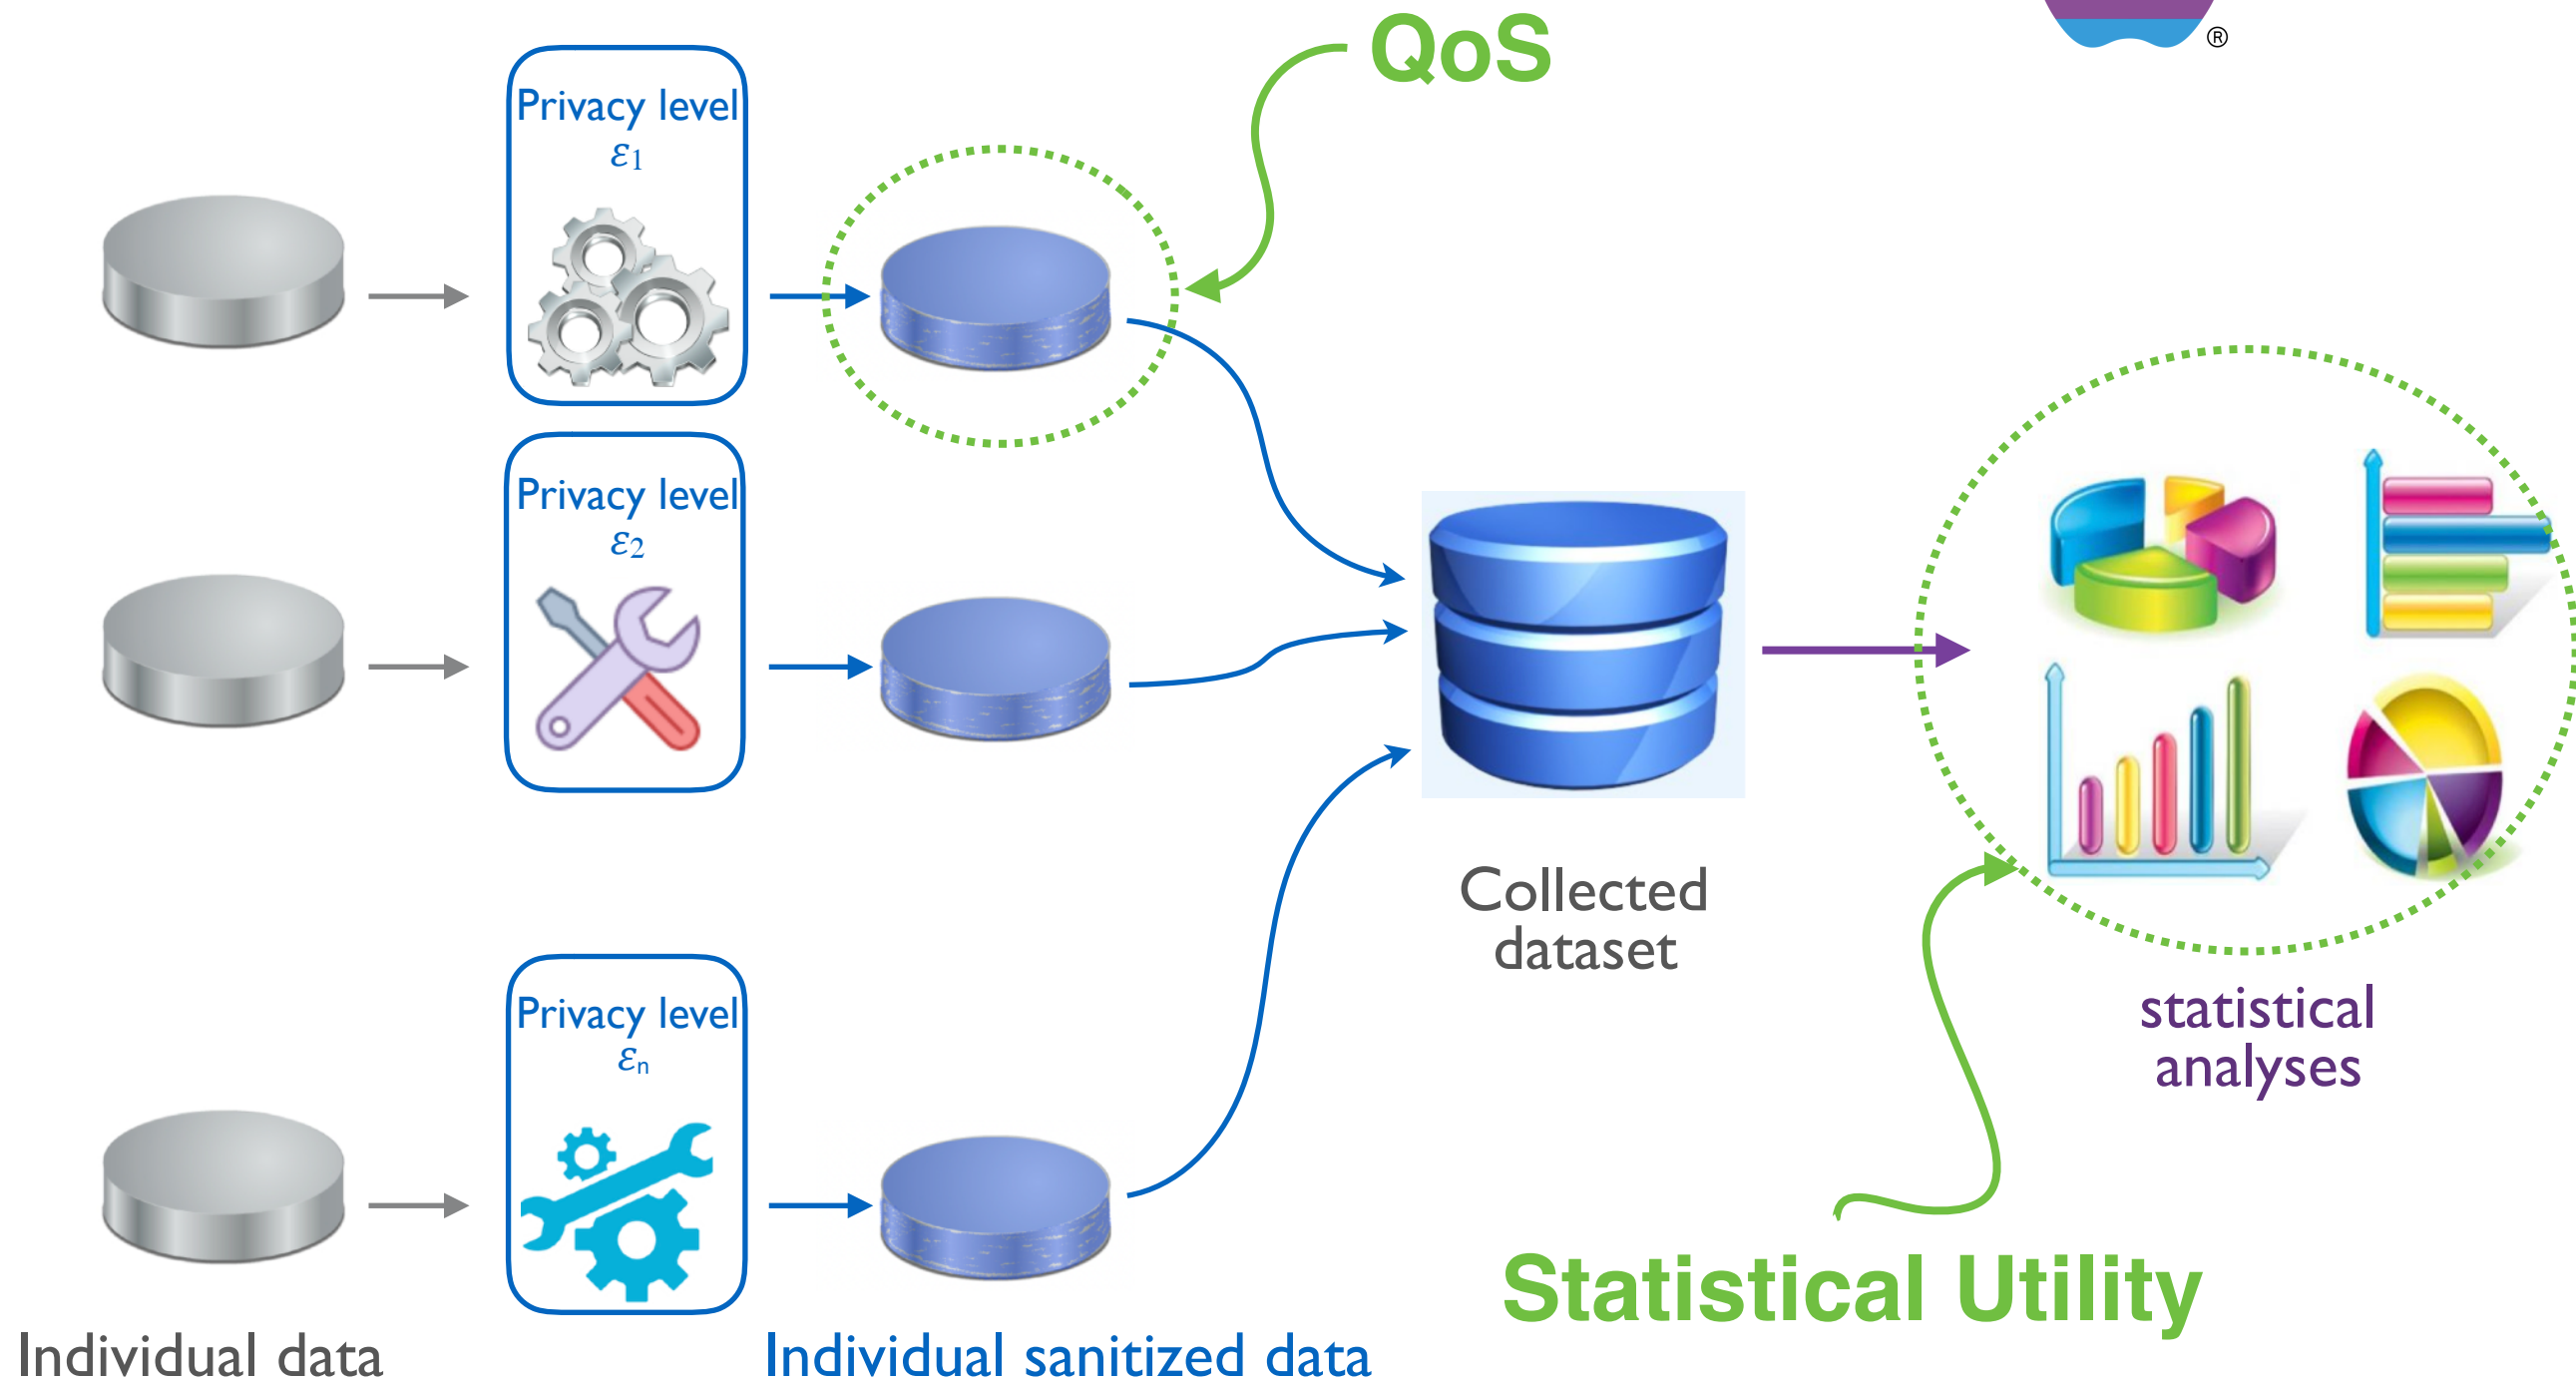 QoS
®
Privacy level
ε1
Privacy level
ε2
Privacy level
εn
Collected
dataset
statistical
analyses
Statistical Utility
Individual data
Individual sanitized data